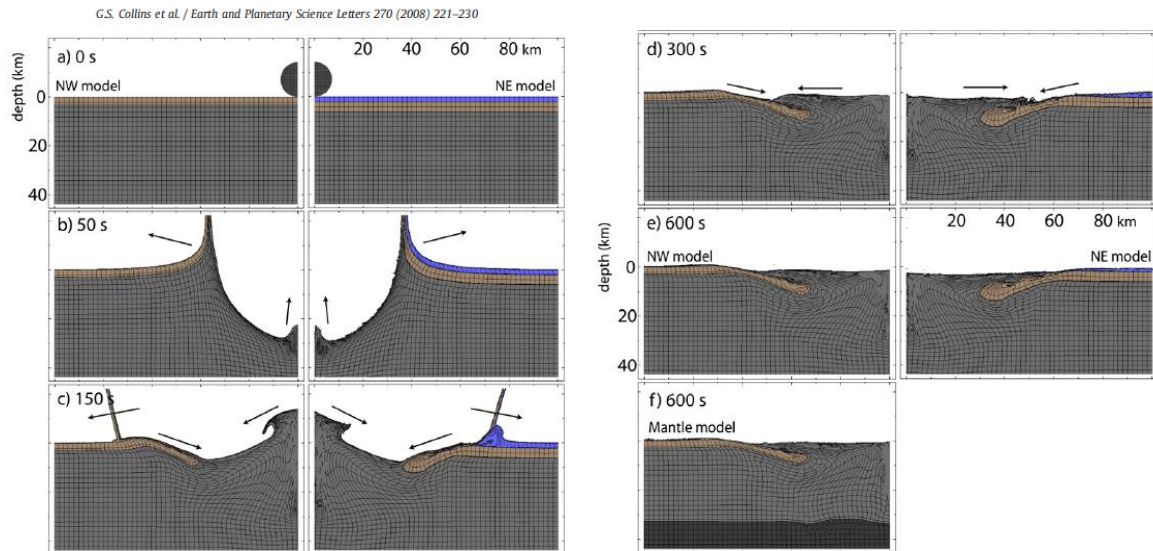 G.S. Collins et al. / Earth and Planetary Science Letters 270 (2008) 221–230
a) 0 s
20 40 60 80 km
NW model
NE model
depth (km)
0
20
40
b) 50 s
c) 150 s
d) 300 s
20 40 60 80 km
e) 600 s
NW model
NE model
depth (km)
0
20
40
f) 600 s
Mantle model